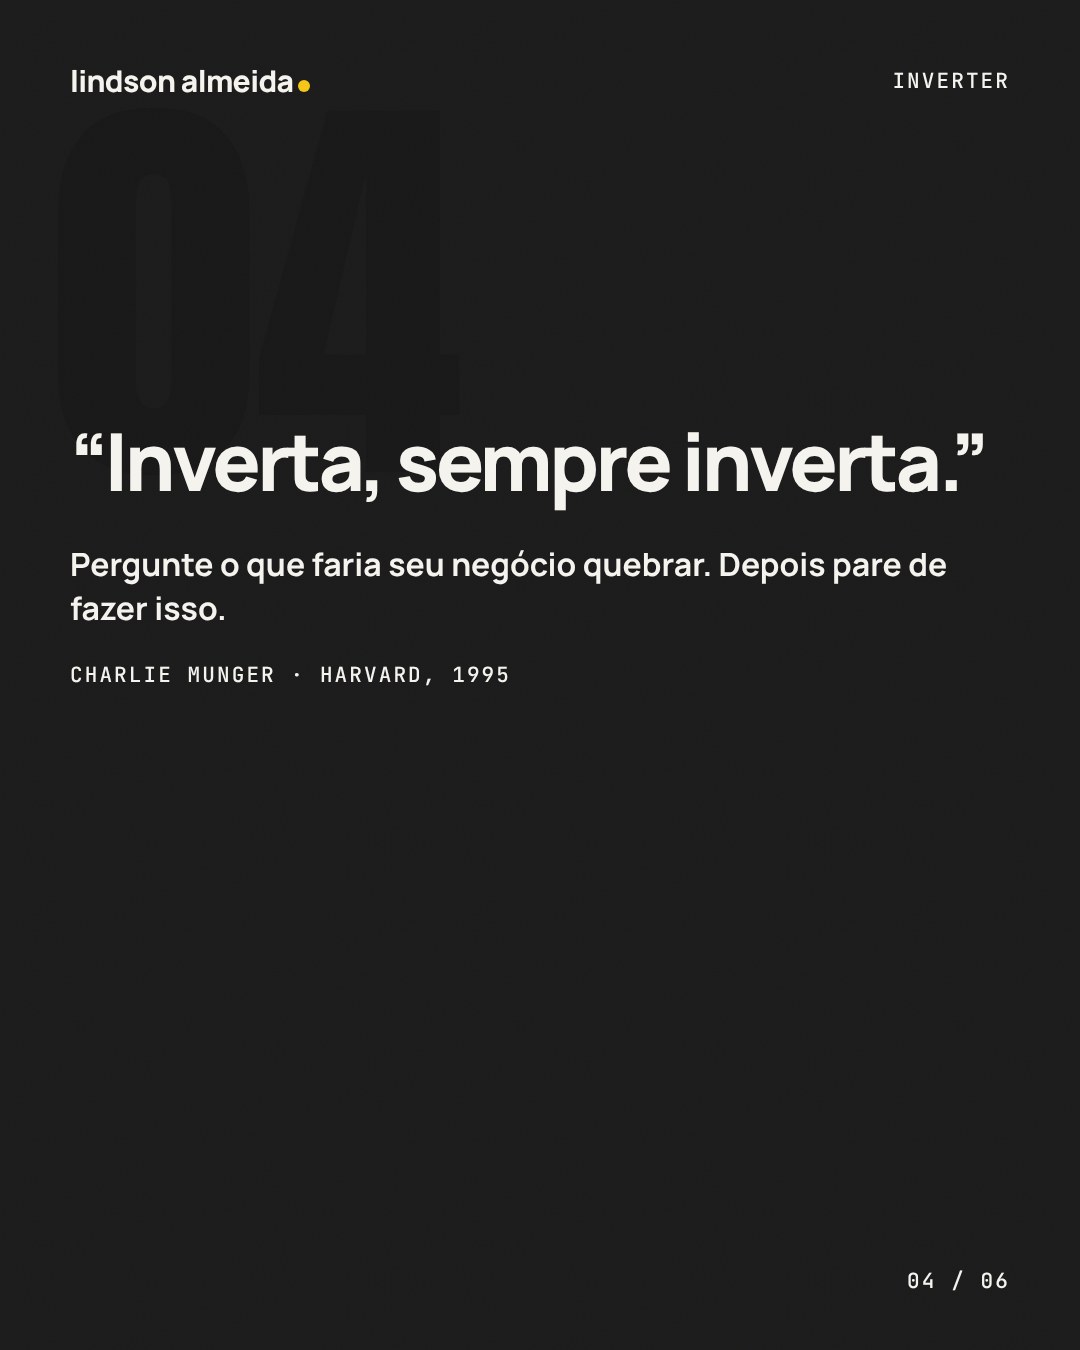 lindson almeida
INVERTER
04
“Inverta, sempre inverta.”
Pergunte o que faria seu negócio quebrar. Depois pare de
fazer isso.
CHARLIE MUNGER · HARVARD, 1995
04 / 06